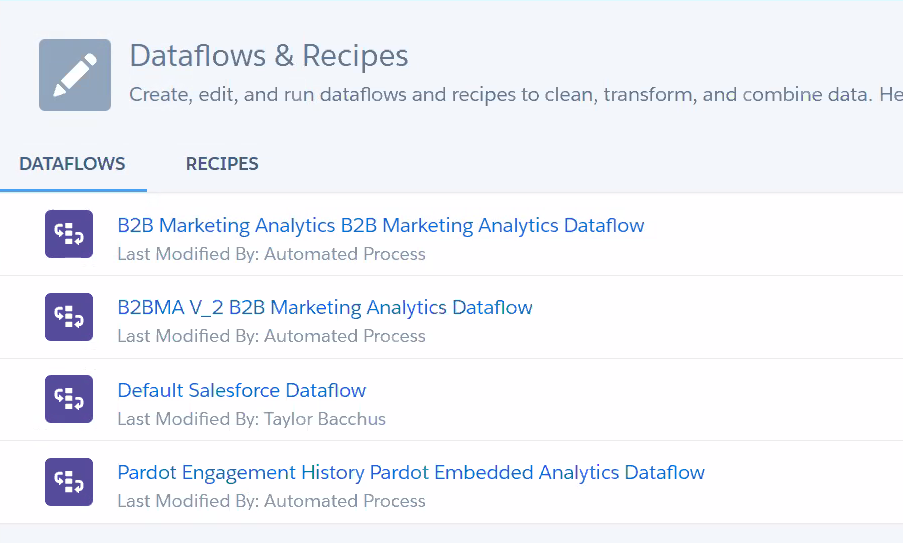 Dataflows & Recipes
Create, edit, and run dataflows and recipes to clean, transform, and combine data. He
DATAFLOWS RECIPES
B2B Marketing Analytics B2B Marketing Analytics Dataflow
Last Modified By: Automated Process
B2BMA V_2 B2B Marketing Analytics Dataflow
Last Modified By: Automated Process
Default Salesforce Dataflow
Last Modified By: Taylor Bacchus
Pardot Engagement History Pardot Embedded Analytics Dataflow
Last Modified By: Automated Process